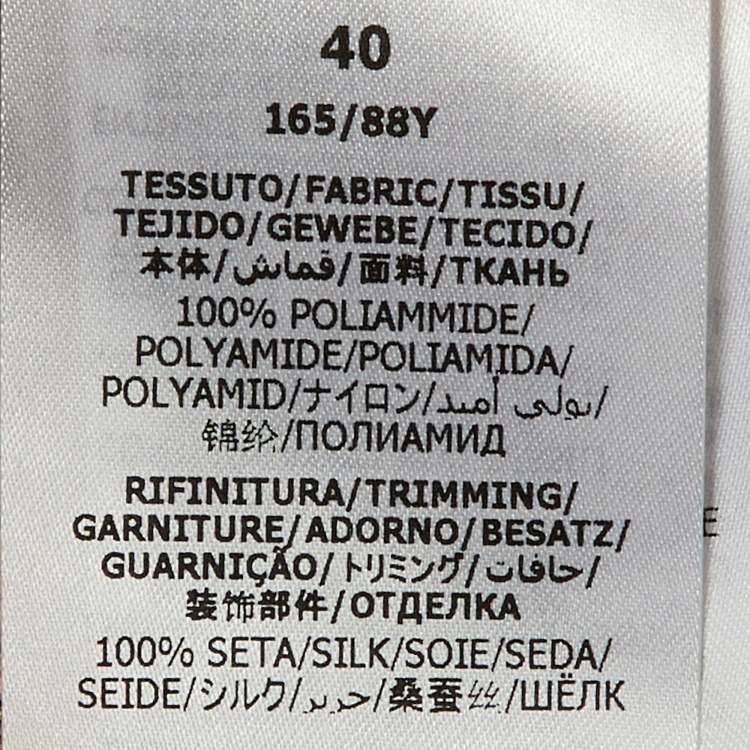 40
165/88Y
TESSUTO/FABRIC/TISSU/
TEJIDO/GEWEBE/TECIDO/
本体/قماش/面料/ТКАНЬ
100% POLIAMMIDE/
POLYAMIDE/POLIAMIDA/
POLYAMID/ナイロン/بولي أميد/
锦纶/ПОЛИАМИД
RIFINITURA/TRIMMING/
GARNITURE/ADORNO/BESATZ/
GUARNIÇÃO/トリミング/حافات/
装饰部件/ОТДЕЛКА
100% SETA/SILK/SOIE/SEDA/
SEIDE/シルク/حرير/桑蚕丝/ШЁЛК
E